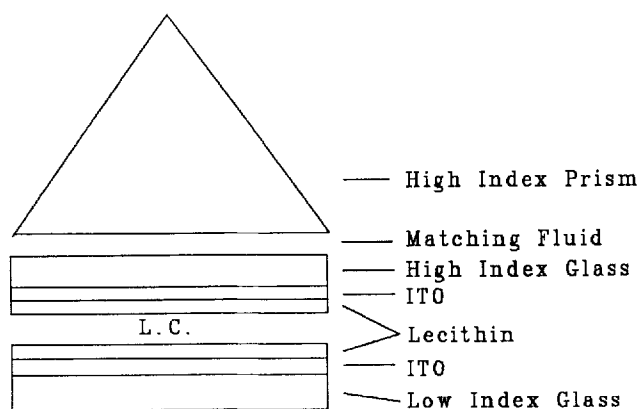 High Index Prism
Matching Fluid
High Index Glass
ITO
L.C.
Lecithin
ITO
Low Index Glass